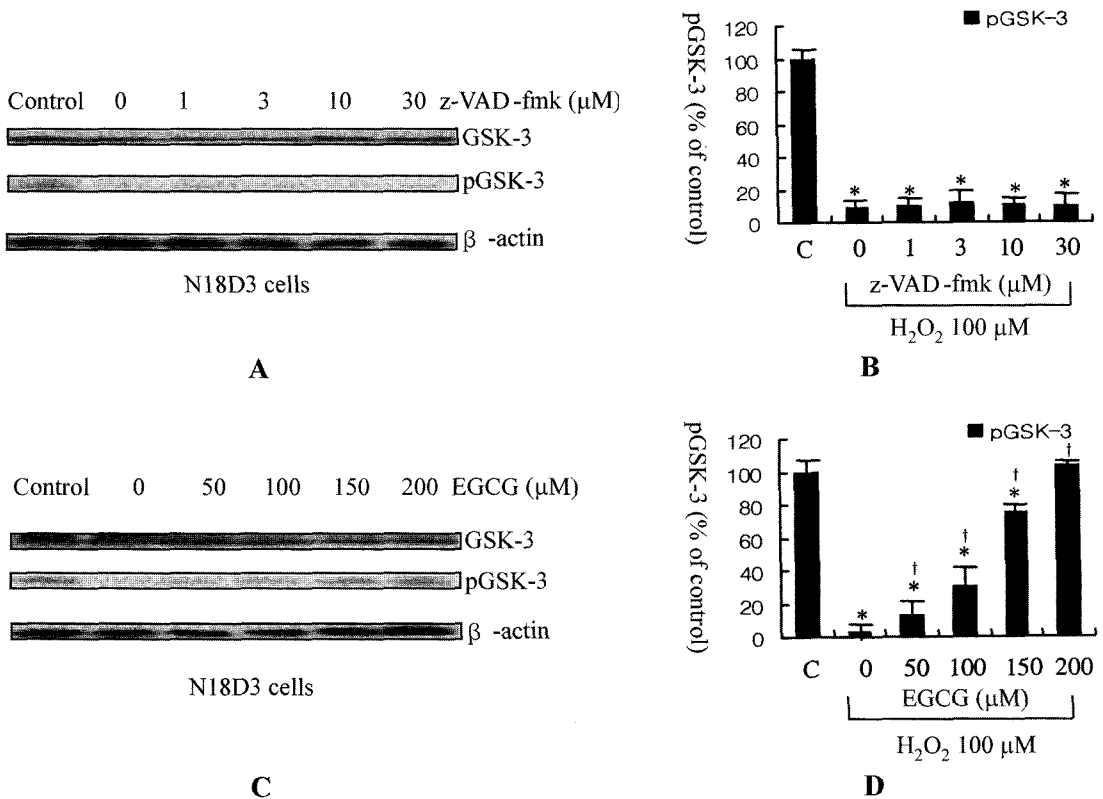 Control 0 1 3 10 30 z-VAD-fmk (μM)
GSK-3
pGSK-3
β -actin
N18D3 cells
A
pGSK-3 (% of control)
pGSK-3
120
100
80
60
40
20
0
* * * * *
C 0 1 3 10 30
z-VAD-fmk (μM)
H₂O₂ 100 μM
B
Control 0 50 100 150 200 EGCG (μM)
GSK-3
pGSK-3
β -actin
N18D3 cells
C
pGSK-3 (% of control)
pGSK-3
120
100
80
60
40
20
0
† † † †
* * * *
C 0 50 100 150 200
EGCG (μM)
H₂O₂ 100 μM
D